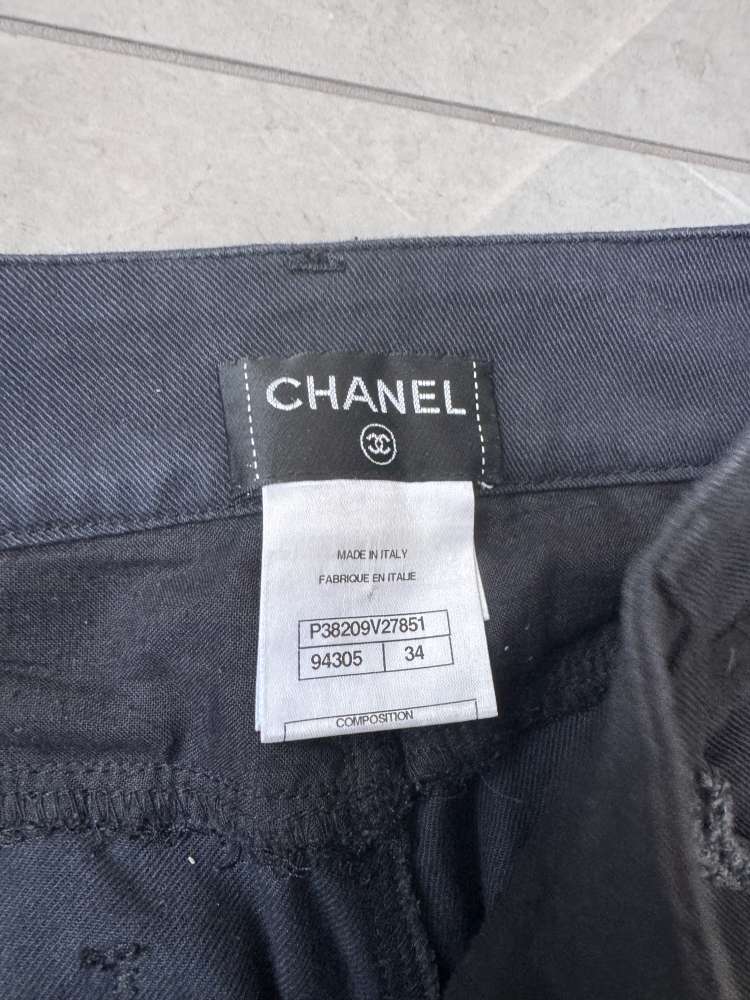 CHANEL
MADE IN ITALY
FABRIQUE EN ITALIE
P38209V27851
94305 34
COMPOSITION